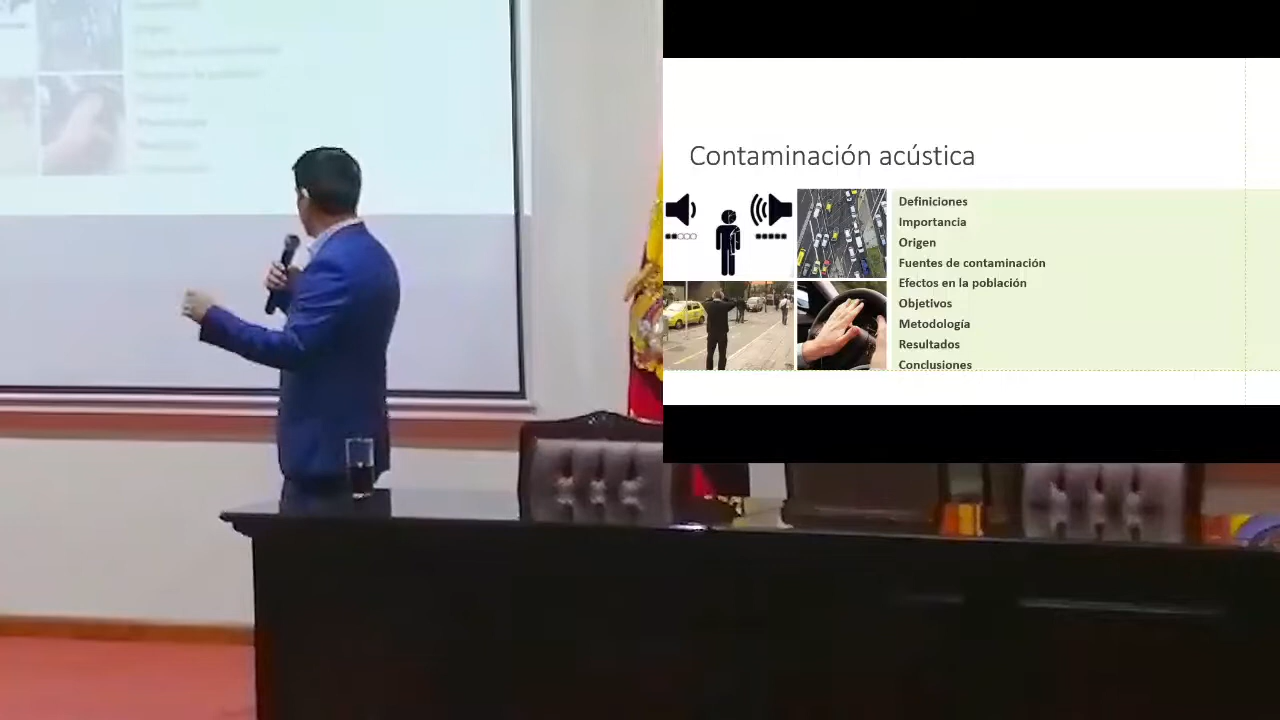 Contaminación acústica
Definiciones
Importancia
Origen
Fuentes de contaminación
Efectos en la población
Objetivos
Metodología
Resultados
Conclusiones